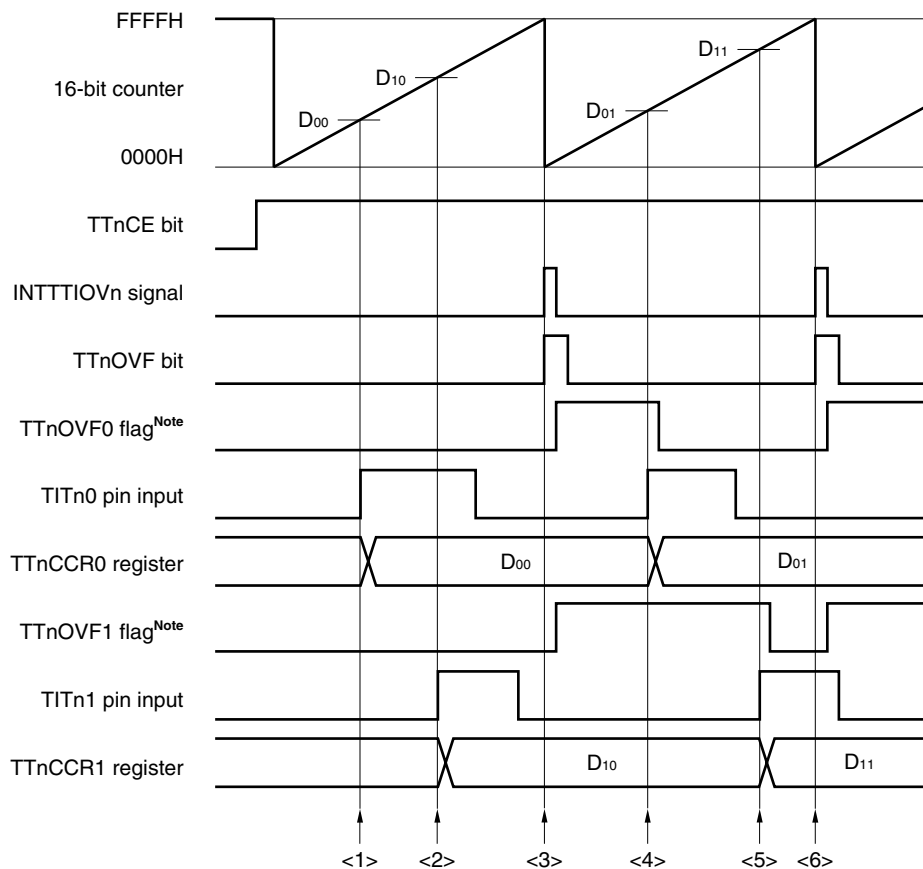 FFFFH
16-bit counter
0000H
D00
D10
D01
D11
TTnCE bit
INTTTIOVn signal
TTnOVF bit
TTnOVF0 flagNote
TITn0 pin input
TTnCCR0 register
D00
D01
TTnOVF1 flagNote
TITn1 pin input
TTnCCR1 register
D10
D11
<1> <2> <3> <4> <5> <6>